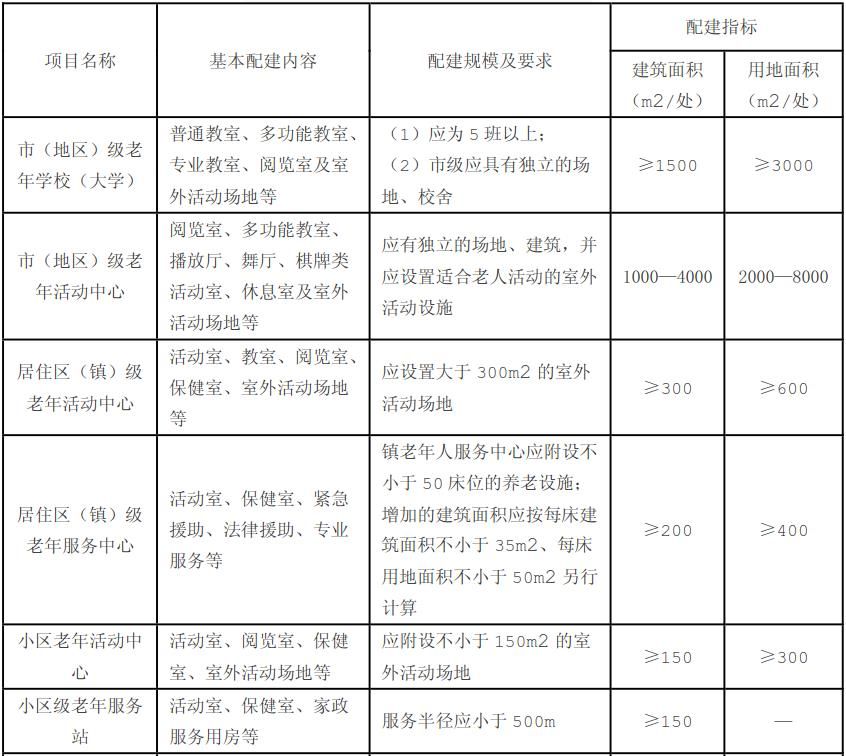 项目名称
基本配建内容
配建规模及要求
配建指标
建筑面积
（m2/处）
用地面积
（m2/处）
市（地区）级老
年学校（大学）
普通教室、多功能教室、
专业教室、阅览室及室
外活动场地等
（1）应为 5 班以上；
（2）市级应具有独立的场
地、校舍
≥1500
≥3000
市（地区）级老
年活动中心
阅览室、多功能教室、
播放厅、舞厅、棋牌类
活动室、休息室及室外
活动场地等
应有独立的场地、建筑，并
应设置适合老人活动的室外
活动设施
1000—4000
2000—8000
居住区（镇）级
老年活动中心
活动室、教室、阅览室、
保健室、室外活动场地
等
应设置大于 300m2 的室外
活动场地
≥300
≥600
居住区（镇）级
老年服务中心
活动室、保健室、紧急
援助、法律援助、专业
服务等
镇老年人服务中心应附设不
小于 50 床位的养老设施；
增加的建筑面积应按每床建
筑面积不小于 35m2、每床
用地面积不小于 50m2 另行
计算
≥200
≥400
小区老年活动中
心
活动室、阅览室、保健
室、室外活动场地等
应附设不小于 150m2 的室
外活动场地
≥150
≥300
小区级老年服务
站
活动室、保健室、家政
服务用房等
服务半径应小于 500m
≥150
—